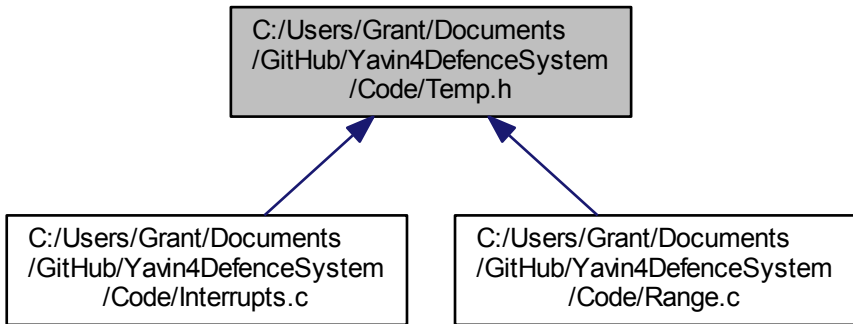 C:/Users/Grant/Documents
/GitHub/Yavin4DefenceSystem
/Code/Temp.h
C:/Users/Grant/Documents
/GitHub/Yavin4DefenceSystem
/Code/Interrupts.c
C:/Users/Grant/Documents
/GitHub/Yavin4DefenceSystem
/Code/Range.c